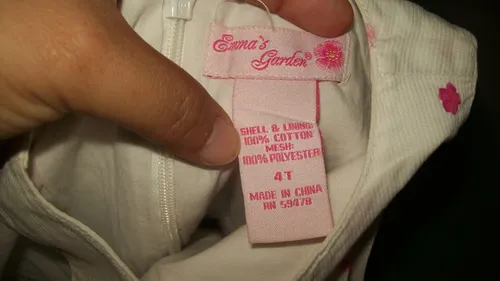 Emma's
Garden®
SHELL & LINING:
100% COTTON
MESH:
100% POLYESTER
4T
MADE IN CHINA
RN 59478